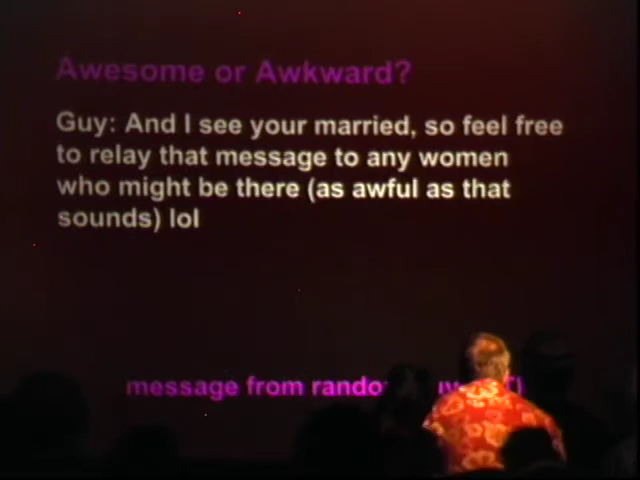 Awesome or Awkward?
Guy: And I see your married, so feel free
to relay that message to any women
who might be there (as awful as that
sounds) lol
message from